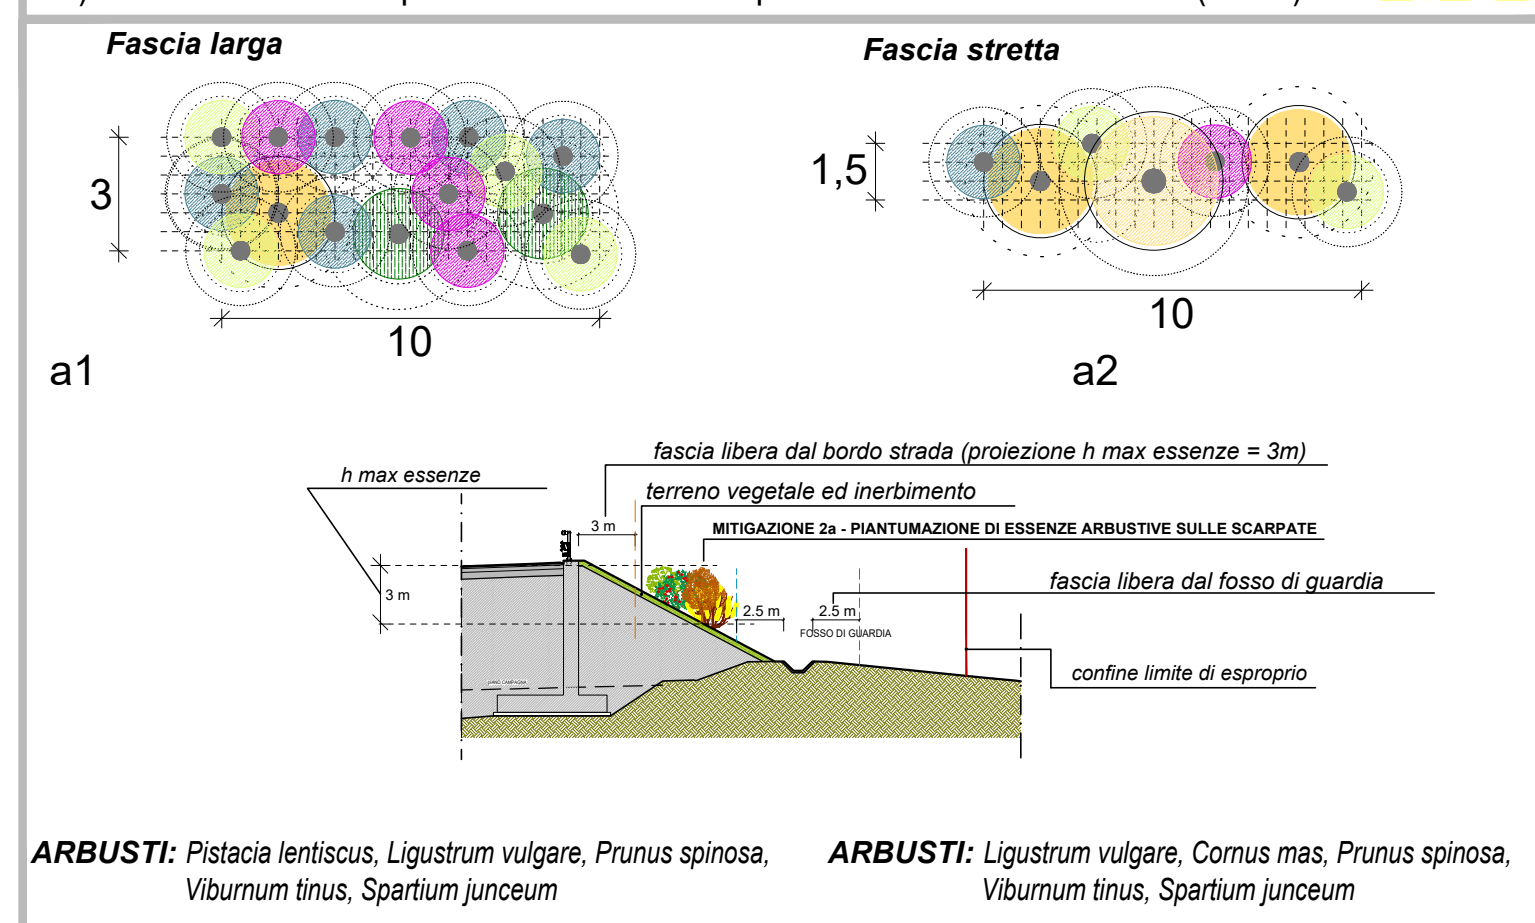 Fascia larga
Fascia stretta
3
10
a1
1,5
10
a2
fascia libera dal bordo strada (proiezione h max essenze = 3m)
h max essenze
terreno vegetale ed inerbimento
3 m
MITIGAZIONE 2a - PIANTUMAZIONE DI ESSENZE ARBUSTIVE SULLE SCARPATE
fascia libera dal fosso di guardia
3 m
2.5 m
2.5 m
FOSSO DI GUARDIA
confine limite di esproprio
PIANO CAMPAGNA
ARBUSTI: Pistacia lentiscus, Ligustrum vulgare, Prunus spinosa,
Viburnum tinus, Spartium junceum
ARBUSTI: Ligustrum vulgare, Cornus mas, Prunus spinosa,
Viburnum tinus, Spartium junceum